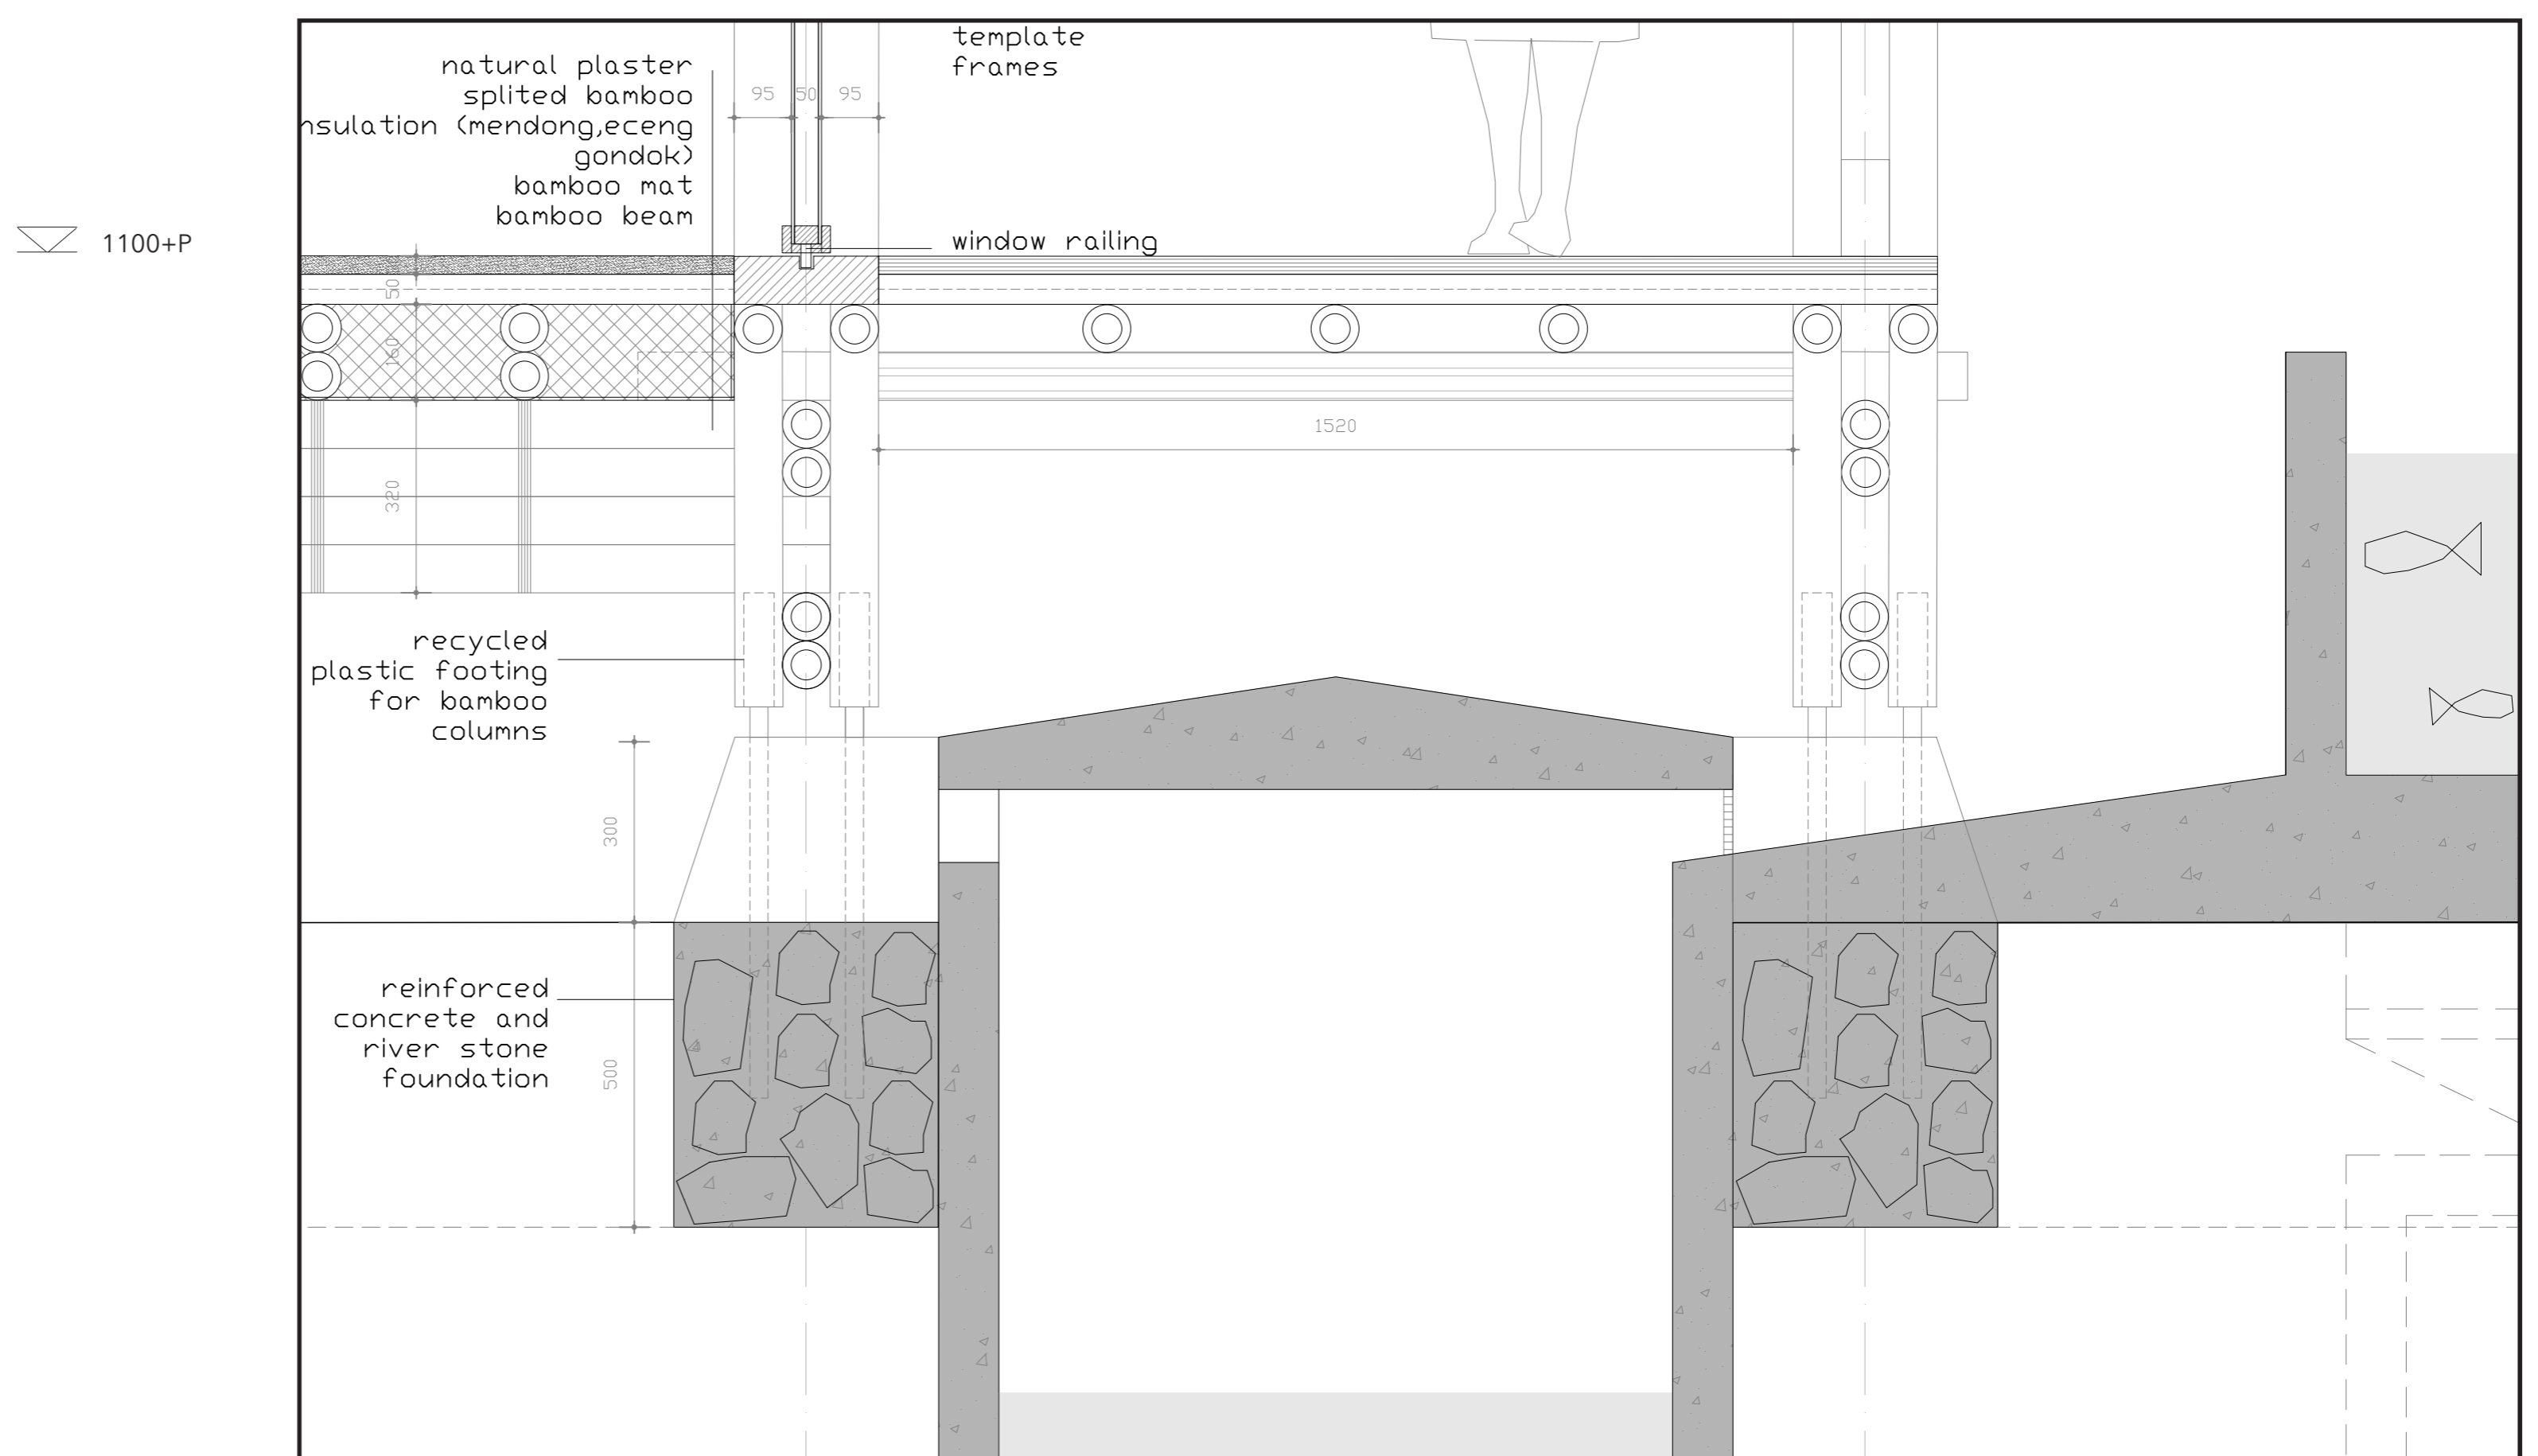 template
frames
natural plaster
splited bamboo
nsulation (mendong,eceng
gondok)
bamboo mat
bamboo beam
95
50
95
1100+P
window railing
50
160
1520
320
recycled
plastic footing
for bamboo
columns
300
reinforced
concrete and
river stone
foundation
500